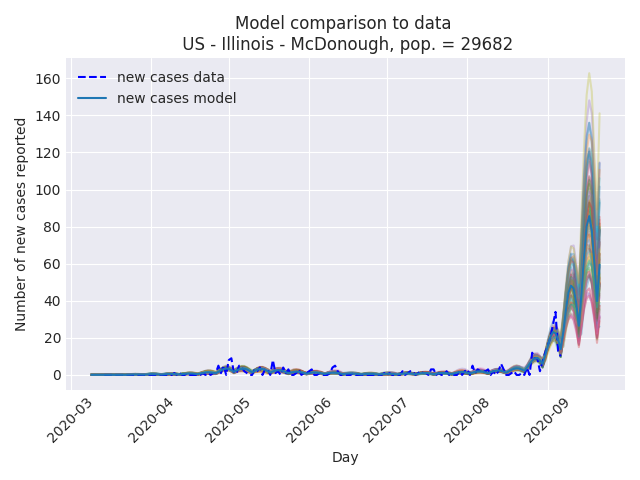 Model comparison to data
US - Illinois - McDonough, pop. = 29682
new cases data
new cases model
Number of new cases reported
160
140
120
100
80
60
40
20
0
2020-03
2020-04
2020-05
2020-06
2020-07
2020-08
2020-09
Day